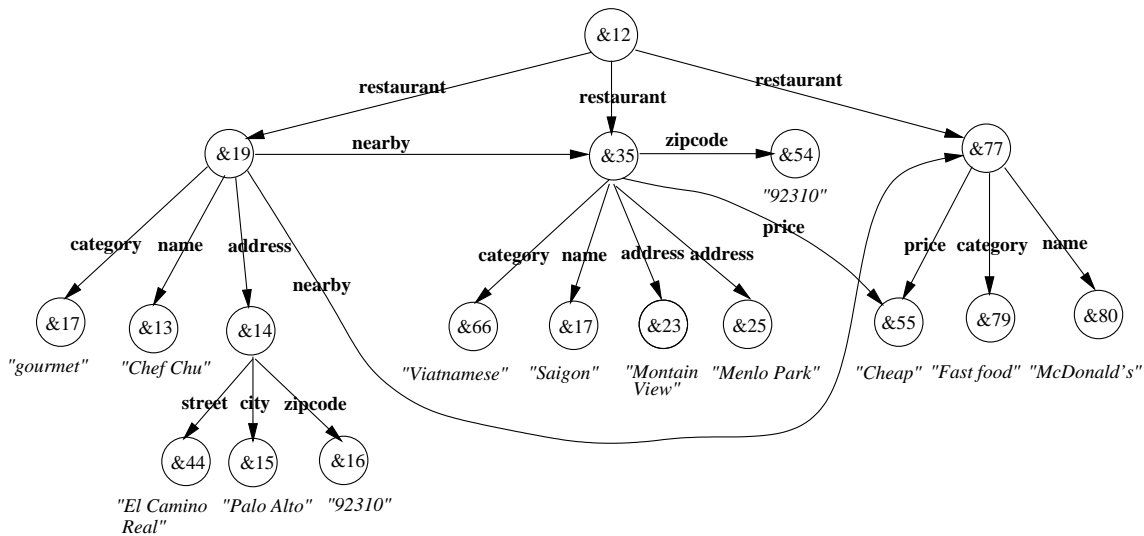 &12
restaurant
restaurant
restaurant
&19
nearby
&35
zipcode
&54
&77
"92310"
category
name
address
nearby
category
name
address
address
price
price
category
name
&17
&13
&14
&66
&17
&23
&25
&55
&79
&80
"gourmet"
"Chef Chu"
"Viatnamese"
"Saigon"
"Montain
View"
"Menlo Park"
"Cheap"
"Fast food"
"McDonald's"
street
city
zipcode
&44
&15
&16
"El Camino
Real"
"Palo Alto"
"92310"